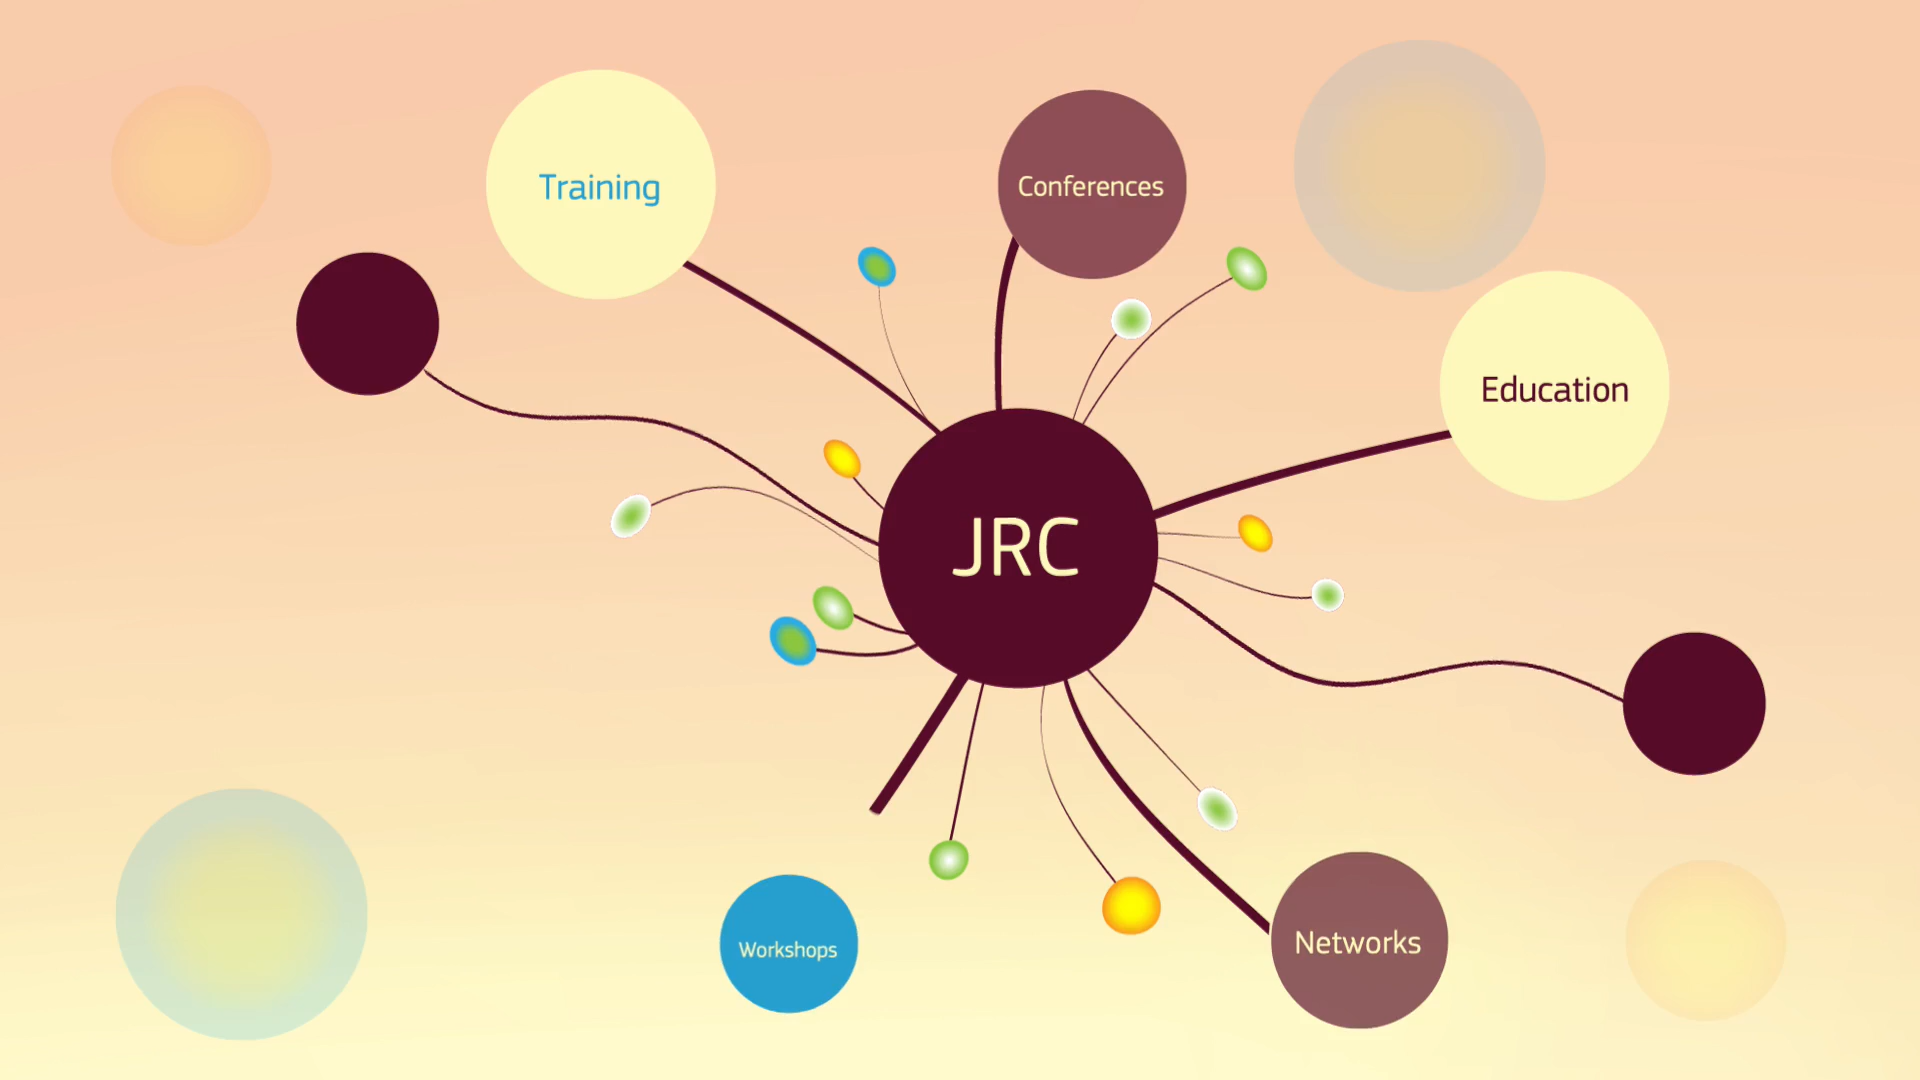 Training
Conferences
Education
JRC
Networks
Workshops